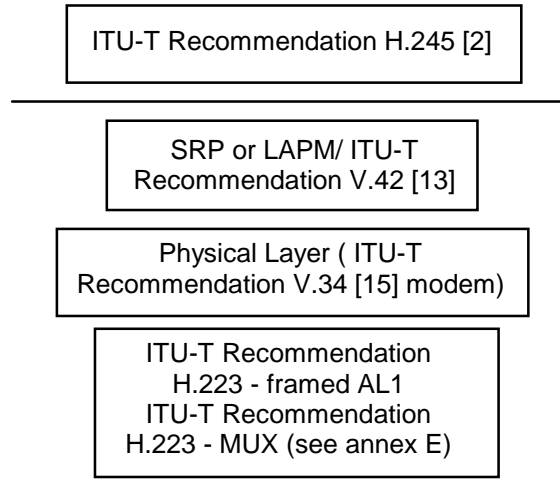 ITU-T Recommendation H.245 [2]
SRP or LAPM/ ITU-T
Recommendation V.42 [13]
Physical Layer ( ITU-T
Recommendation V.34 [15] modem)
ITU-T Recommendation
H.223 - framed AL1
ITU-T Recommendation
H.223 - MUX (see annex E)